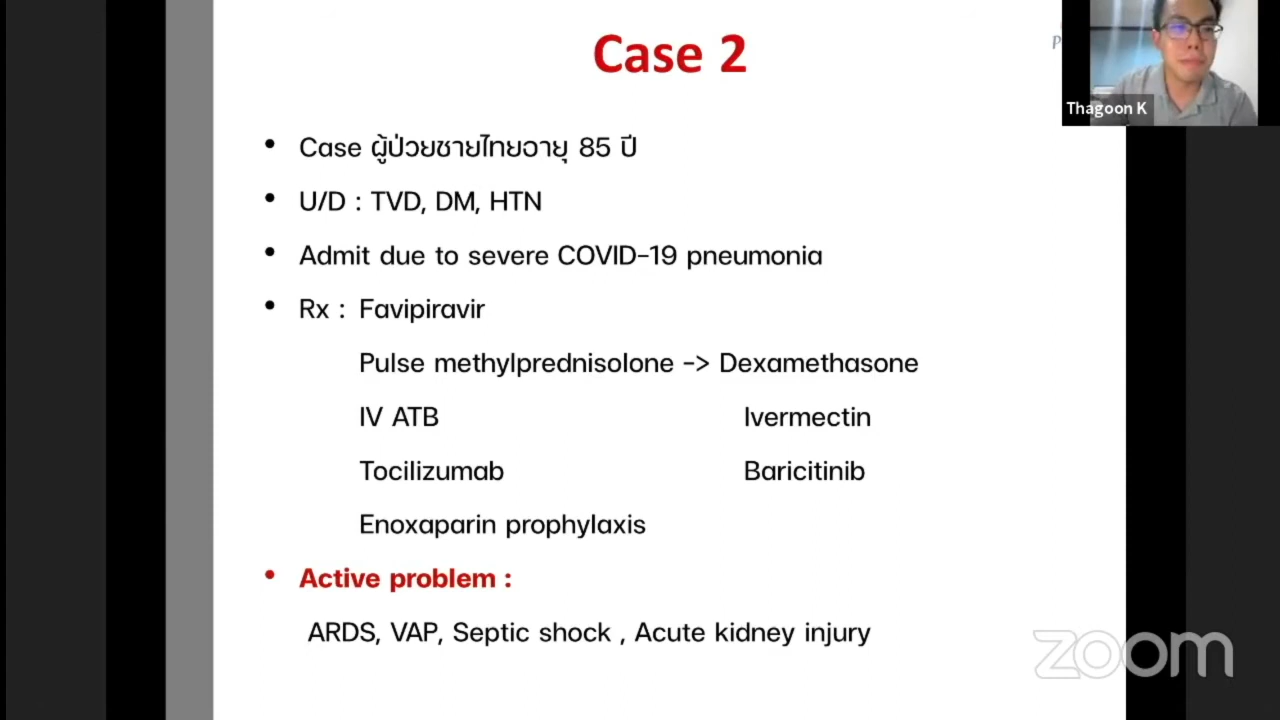 Case 2
Thagoon K
• Case ผู้ป่วยชายไทยอายุ 85 ปี
• U/D : TVD, DM, HTN
• Admit due to severe COVID-19 pneumonia
• Rx : Favipiravir
Pulse methylprednisolone -> Dexamethasone
IV ATB Ivermectin
Tocilizumab Baricitinib
Enoxaparin prophylaxis
• Active problem :
ARDS, VAP, Septic shock , Acute kidney injury
zoom